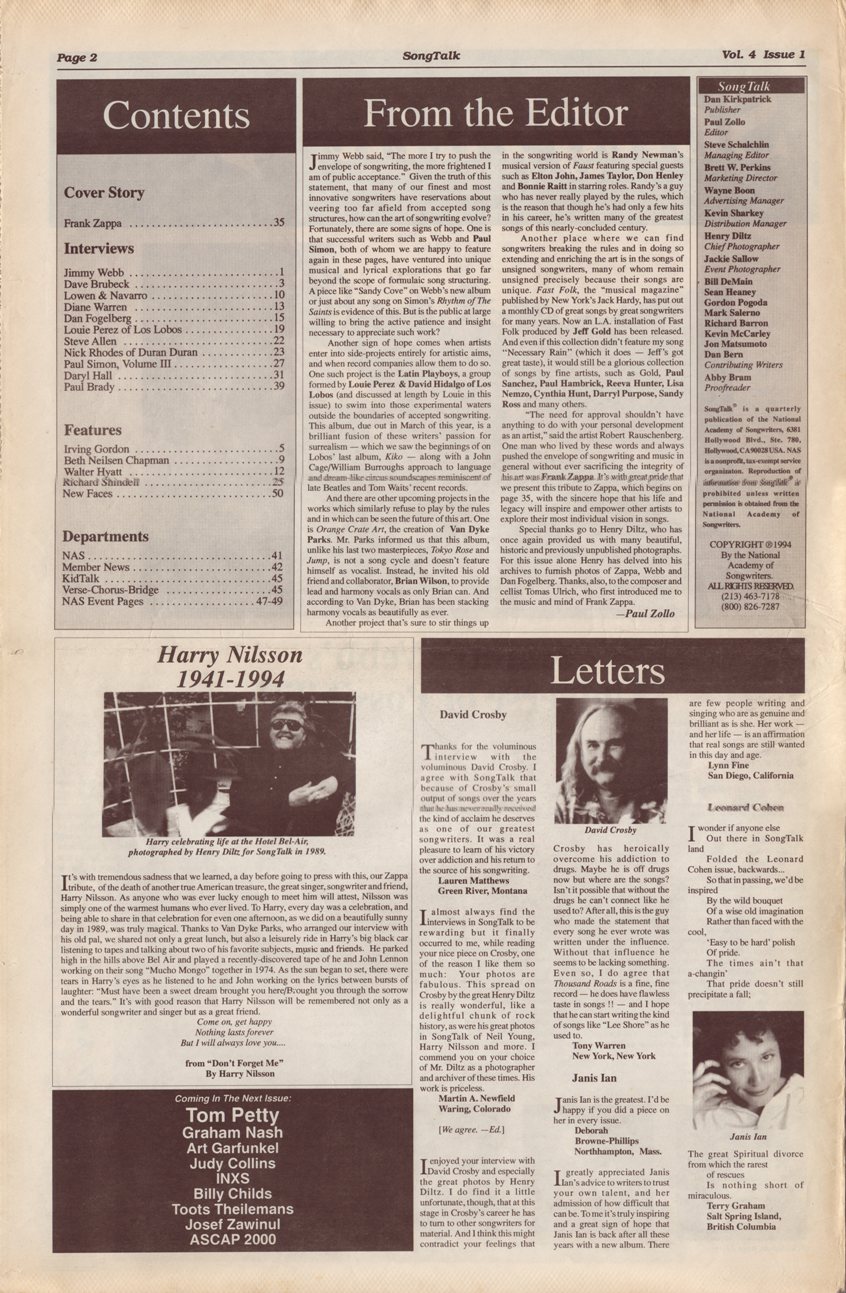 Page 2
SongTalk
Vol. 4 Issue 1
Contents
Cover Story
Frank Zappa ..........................35
Interviews
Jimmy Webb ..........................1
Dave Brubeck ..........................3
Lowen & Navarro ..........................10
Diane Warren ..........................13
Dan Fogelberg ..........................15
Louie Perez of Los Lobos ..........................19
Steve Allen ..........................22
Nick Rhodes of Duran Duran ..........................23
Paul Simon, Volume III ..........................27
Daryl Hall ..........................31
Paul Brady ..........................39
Features
Irving Gordon ..........................5
Beth Neilsen Chapman ..........................9
Walter Hyatt ..........................12
Richard Shindell ..........................25
New Faces ..........................50
Departments
NAS ..........................41
Member News ..........................42
KidTalk ..........................45
Verse-Chorus-Bridge ..........................45
NAS Event Pages ..........................47-49
From the Editor
Jimmy Webb said, "The more I try to push the
envelope of songwriting, the more frightened I
am of public acceptance." Given the truth of this
statement, that many of our finest and most
innovative songwriters have reservations about
veering too far afield from accepted song
structures, how can the art of songwriting evolve?
Fortunately, there are some signs of hope. One is
that successful writers such as Webb and Paul
Simon, both of whom we are happy to feature
again in these pages, have ventured into unique
musical and lyrical explorations that go far
beyond the scope of formulaic song structuring.
A piece like "Sandy Cove" on Webb's new album
or just about any song on Simon's Rhythm of The
Saints is evidence of this. But is the public at large
willing to bring the active patience and insight
necessary to appreciate such work?
Another sign of hope comes when artists
enter into side-projects entirely for artistic aims,
and when record companies allow them to do so.
One such project is the Latin Playboys, a group
formed by Louie Perez & David Hidalgo of Los
Lobos (and discussed at length by Louie in this
issue) to swim into those experimental waters
outside the boundaries of accepted songwriting.
This album, due out in March of this year, is a
brilliant fusion of these writers' passion for
surrealism — which we saw the beginnings of on
Lobos' last album, Kiko — along with a John
Cage/William Burroughs approach to language
and dream-like circus soundscapes reminiscent of
late Beatles and Tom Waits' recent records.
And there are other upcoming projects in the
works which similarly refuse to play by the rules
and in which can be seen the future of this art. One
is Orange Crate Art, the creation of Van Dyke
Parks. Mr. Parks informed us that this album,
unlike his last two masterpieces, Tokyo Rose and
Jump, is not a song cycle and doesn't feature
himself as vocalist. Instead, he invited his old
friend and collaborator, Brian Wilson, to provide
lead and harmony vocals as only Brian can. And
according to Van Dyke, Brian has been stacking
harmony vocals as beautifully as ever.
Another project that's sure to stir things up
in the songwriting world is Randy Newman's
musical version of Faust featuring special guests
such as Elton John, James Taylor, Don Henley
and Bonnie Raitt in starring roles. Randy's a guy
who has never really played by the rules, which
is the reason that though he's had only a few hits
in his career, he's written many of the greatest
songs of this nearly-concluded century.
Another place where we can find
songwriters breaking the rules and in doing so
extending and enriching the art is in the songs of
unsigned songwriters, many of whom remain
unsigned precisely because their songs are
unique. Fast Folk, the "musical magazine"
published by New York's Jack Hardy, has put out
a monthly CD of great songs by great songwriters
for many years. Now an L.A. installation of Fast
Folk produced by Jeff Gold has been released.
And even if this collection didn't feature my song
"Necessary Rain" (which it does — Jeff's got
great taste), it would still be a glorious collection
of songs by fine artists, such as Gold, Paul
Sanchez, Paul Hambrick, Reeva Hunter, Lisa
Nemzo, Cynthia Hunt, Darryl Purpose, Sandy
Ross and many others.
"The need for approval shouldn't have
anything to do with your personal development
as an artist," said the artist Robert Rauschenberg.
One man who lived by these words and always
pushed the envelope of songwriting and music in
general without ever sacrificing the integrity of
his art was Frank Zappa. It's with great pride that
we present this tribute to Zappa, which begins on
page 35, with the sincere hope that his life and
legacy will inspire and empower other artists to
explore their most individual vision in songs.
Special thanks go to Henry Diltz, who has
once again provided us with many beautiful,
historic and previously unpublished photographs.
For this issue alone Henry has delved into his
archives to furnish photos of Zappa, Webb and
Dan Fogelberg. Thanks, also, to the composer and
cellist Tomas Ulrich, who first introduced me to
the music and mind of Frank Zappa.
—Paul Zollo
SongTalk
Dan Kirkpatrick
Publisher
Paul Zollo
Editor
Steve Schalchlin
Managing Editor
Brett W. Perkins
Marketing Director
Wayne Boon
Advertising Manager
Kevin Sharkey
Distribution Manager
Henry Diltz
Chief Photographer
Jackie Sallow
Event Photographer
Bill DeMain
Sean Heaney
Gordon Pogoda
Mark Salerno
Richard Barron
Kevin McCarley
Jon Matsumoto
Dan Bern
Contributing Writers
Abby Bram
Proofreader
SongTalk® is a quarterly
publication of the National
Academy of Songwriters, 6381
Hollywood Blvd., Ste. 780,
Hollywood, CA 90028 USA. NAS
is a nonprofit, tax-exempt service
organization. Reproduction of
information from SongTalk® is
prohibited unless written
permission is obtained from the
National Academy of
Songwriters.
COPYRIGHT ®1994
By the National
Academy of
Songwriters.
ALL RIGHTS RESERVED.
(213) 463-7178
(800) 826-7287
Harry Nilsson
1941-1994
Harry celebrating life at the Hotel Bel-Air,
photographed by Henry Diltz for SongTalk in 1989.
It's with tremendous sadness that we learned, a day before going to press with this, our Zappa
tribute, of the death of another true American treasure, the great singer, songwriter and friend,
Harry Nilsson. As anyone who was ever lucky enough to meet him will attest, Nilsson was
simply one of the warmest humans who ever lived. To Harry, every day was a celebration, and
being able to share in that celebration for even one afternoon, as we did on a beautifully sunny
day in 1989, was truly magical. Thanks to Van Dyke Parks, who came along to interview with
his old pal, we shared not only a great lunch, but also a leisurely ride in Harry's big black car
listening to tapes and talking about two of his favorite subjects, music and friends. He parked
high in the hills above Bel Air and played a recently-discovered tape of he and John Lennon
working on their song "Mucho Mongo" together in 1974. As the sun began to set, there were
tears in Harry's eyes as he listened to he and John working on the lyrics between bursts of
laughter: "Must have been a sweet dream brought you here/Brought you through the sorrow
and the tears." It's with good reason that Harry Nilsson will be remembered not only as a
wonderful songwriter and singer but as a great friend.
Come on, get happy
Nothing lasts forever
But I will always love you....
from "Don't Forget Me"
By Harry Nilsson
Coming In The Next Issue:
Tom Petty
Graham Nash
Art Garfunkel
Judy Collins
INXS
Billy Childs
Toots Theilemans
Josef Zawinul
ASCAP 2000
Letters
David Crosby
Thanks for the voluminous
interview with the
voluminous David Crosby. I
agree with SongTalk that
because of Crosby's small
output of songs over the years
that he has never really received
the kind of acclaim he deserves
as one of our greatest
songwriters. It was a real
pleasure to learn of his victory
over addiction and his return to
the source of his songwriting.
Lauren Matthews
Green River, Montana
I almost always find the
interviews in SongTalk to be
rewarding but it finally
occurred to me, while reading
your nice piece on Crosby, one
of the reason I like them so
much: Your photos are
fabulous. This spread on
Crosby by the great Henry Diltz
is really wonderful, like a
delightful chunk of rock
history, as were his great photos
in SongTalk of Neil Young,
Harry Nilsson and more. I
commend you on your choice
of Mr. Diltz as a photographer
and archiver of these times. His
work is priceless.
Martin A. Newfield
Waring, Colorado
[We agree. —Ed.]
I enjoyed your interview with
David Crosby and especially
the great photos by Henry
Diltz. I do find it a little
unfortunate, though, that at this
stage in Crosby's career he has
to turn to other songwriters for
material. And I think this might
contradict your feelings that
David Crosby
Crosby has heroically
overcome his addiction to
drugs. Maybe he is off drugs
now but where are the songs?
Isn't it possible that without the
drugs he can't connect like he
used to? After all, this is the guy
who made the statement that
every song he ever wrote was
written under the influence.
Without that influence he
seems to be lacking something.
Even so, I do agree that
Thousand Roads is a fine, fine
record — he does have flawless
taste in songs !! — and I hope
that he can start writing the kind
of songs like "Lee Shore" as he
used to.
Tony Warren
New York, New York
Janis Ian
Janis Ian is the greatest. I'd be
happy if you did a piece on
her in every issue.
Deborah
Browne-Phillips
Northhampton, Mass.
I greatly appreciated Janis
Ian's advice to writers to trust
your own talent, and her
admission of how difficult that
can be. To me it's truly inspiring
and a great sign of hope that
Janis Ian is back after all these
years with a new album. There
are few people writing and
singing who are as genuine and
brilliant as is she. Her work —
and her life — is an affirmation
that real songs are still wanted
in this day and age.
Lynn Fine
San Diego, California
Leonard Cohen
I wonder if anyone else
Out there in SongTalk
land
Folded the Leonard
Cohen issue, backwards...
So that in passing, we'd be
inspired
By the wild bouquet
Of a wise old imagination
Rather than faced with the
cool,
'Easy to be hard' polish
Of pride.
The times ain't that
a-changin'
That pride doesn't still
precipitate a fall;
Janis Ian
The great Spiritual divorce
from which the rarest
of rescues
Is nothing short of
miraculous.
Terry Graham
Salt Spring Island,
British Columbia